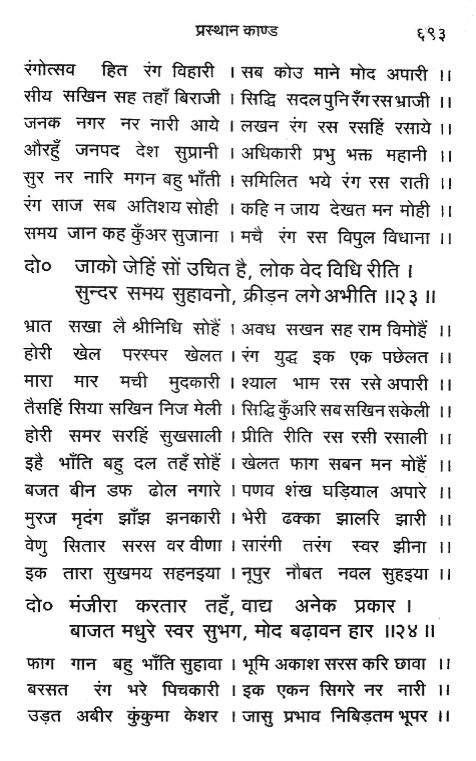 प्रस्थान काण्ड ६९३
रंगोत्सव हित रंग विहारी । सब कोउ माने मोद अपारी ।।
सीय सखिन सह तहाँ बिराजी । सिद्धि सदल पुनि रँग रस भ्राजी ।।
जनक नगर नर नारी आये । लखन रंग रस रसहिं रसाये ।।
औरहुँ जनपद देश सुप्रानी । अधिकारी प्रभु भक्त महानी ।।
सुर नर नारि मगन बहु भाँती । समिलित भये रंग रस राती ।।
रंग साज सब अतिशय सोही । कहि न जाय देखत मन मोही ।।
समय जान कह कुँअर सुजाना । मचै रंग रस विपुल विधाना ।।
दो० जाको जेहिं सों उचित है, लोक वेद विधि रीति ।
सुन्दर समय सुहावनो, क्रीड़न लगे अभीति ।।२३।।
भ्रात सखा लै श्रीनिधि सोहैं । अवध सखन सह राम विमोहैं ।।
होरी खेल परस्पर खेलत । रंग युद्ध इक एक पछेलत ।।
मारा मार मची मुदकारी । श्याल भाम रस रसे अपारी ।।
तैसहिं सिया सखिन निज मेली । सिद्धि कुँअरि सब सखिन सकेली ।।
होरी समर सरहिं सुखसाली । प्रीति रीति रस रसी रसाली ।।
इहै भाँति बहु दल तहँ सोहैं । खेलत फाग सबन मन मोहैं ।।
बजत बीन डफ ढोल नगारे । पणव शंख घड़ियाल अपारे ।।
मुरज मृदंग झाँझ झनकारी । भेरी ढक्का झालरि झारी ।।
वेणु सितार सरस वर वीणा । सारंगी तरंग स्वर झीना ।।
इक तारा सुखमय सहनइया । नूपुर नौबत नवल सुहइया ।।
दो० मंजीरा करतार तहँ, वाद्य अनेक प्रकार ।
बाजत मधुरे स्वर सुभग, मोद बढ़ावन हार ।।२४।।
फाग गान बहु भाँति सुहावा । भूमि अकाश सरस करि छावा ।।
बरसत रंग भरे पिचकारी । इक एकन सिगरे नर नारी ।।
उड़त अबीर कुंकुमा केशर । जासु प्रभाव निबिड़तम भूपर ।।